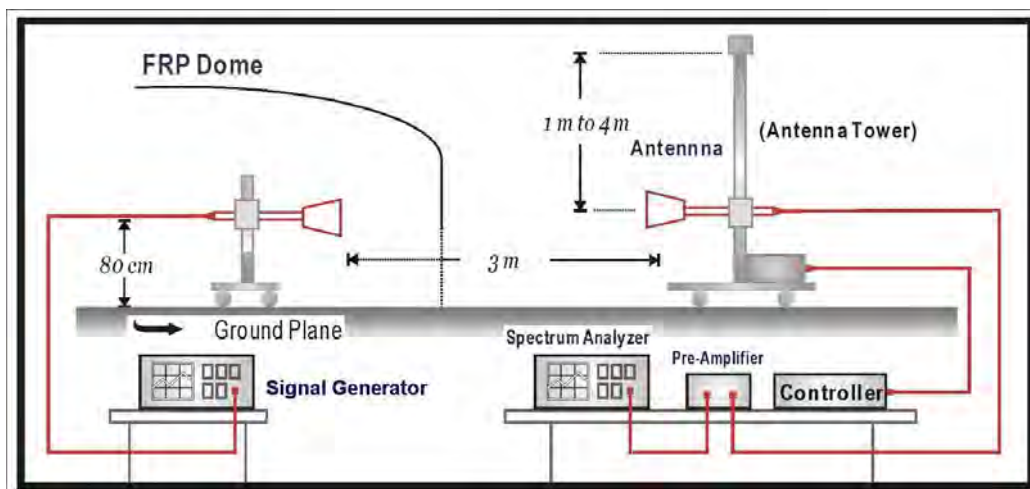 FRP Dome
1 m to 4 m
(Antenna Tower)
Antennna
80 cm
3 m
Ground Plane
Spectrum Analyzer
Pre-Amplifier
Signal Generator
Controller